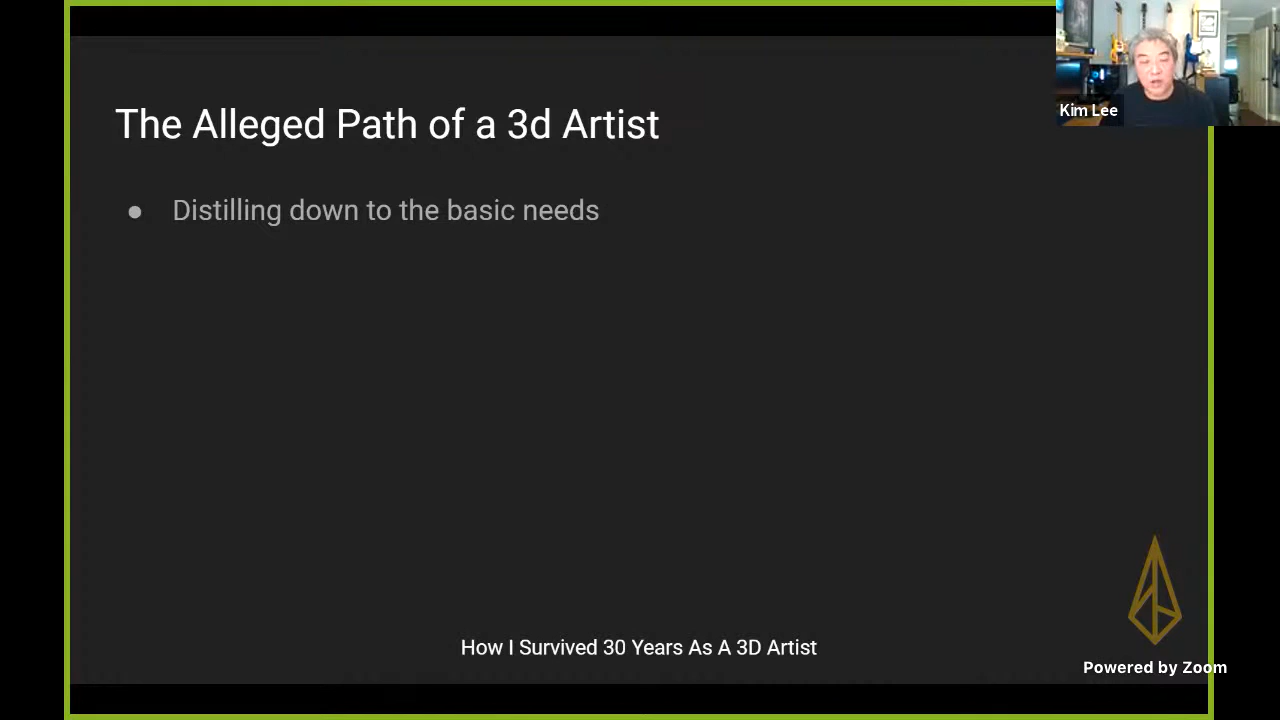 The Alleged Path of a 3d Artist
Kim Lee
● Distilling down to the basic needs
How I Survived 30 Years As A 3D Artist
Powered by Zoom